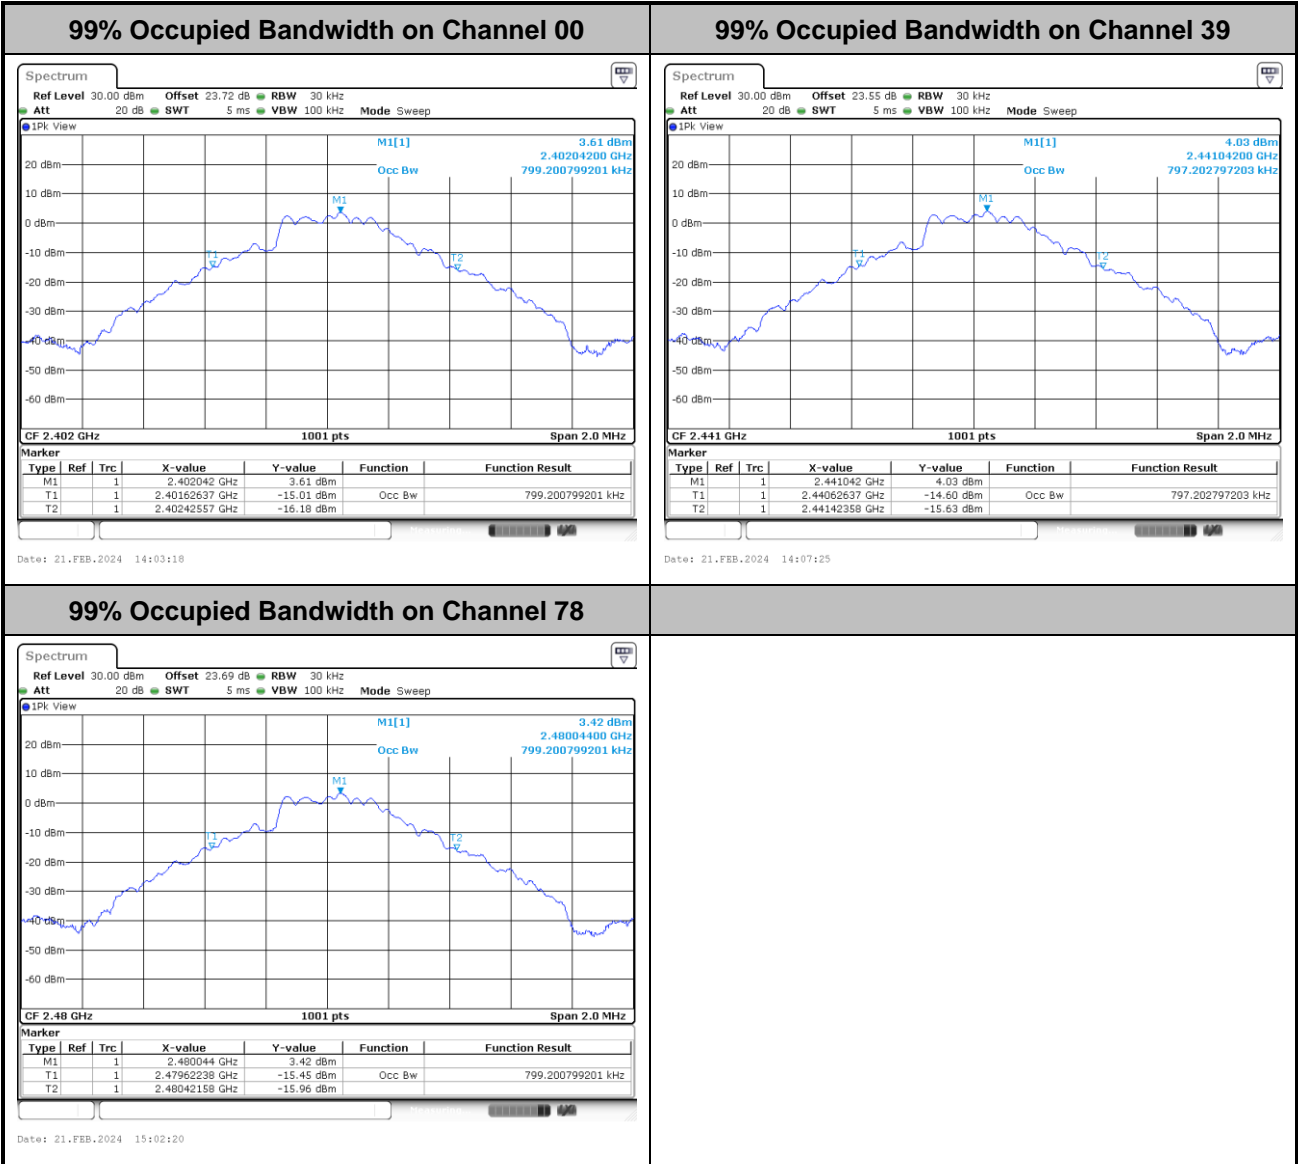 99% Occupied Bandwidth on Channel 00
99% Occupied Bandwidth on Channel 39
Spectrum
Ref Level 30.00 dBm Offset 23.72 dB RBW 30 kHz
Att 20 dB SWT 5 ms VBW 100 kHz Mode Sweep
1Pk View
M1[1] 3.61 dBm
2.40204200 GHz
Occ Bw 799.200799201 kHz
20 dBm
10 dBm
0 dBm
-10 dBm
-20 dBm
-30 dBm
-40 dBm
-50 dBm
-60 dBm
M1
T1
T2
CF 2.402 GHz 1001 pts Span 2.0 MHz
Marker
Type Ref Trc X-value Y-value Function Function Result
M1 1 2.402042 GHz 3.61 dBm
T1 1 2.40162637 GHz -15.01 dBm Occ Bw 799.200799201 kHz
T2 1 2.40242557 GHz -16.18 dBm
Date: 21.FEB.2024 14:03:18
Spectrum
Ref Level 30.00 dBm Offset 23.55 dB RBW 30 kHz
Att 20 dB SWT 5 ms VBW 100 kHz Mode Sweep
1Pk View
M1[1] 4.03 dBm
2.44104200 GHz
Occ Bw 797.202797203 kHz
20 dBm
10 dBm
0 dBm
-10 dBm
-20 dBm
-30 dBm
-40 dBm
-50 dBm
-60 dBm
M1
T1
T2
CF 2.441 GHz 1001 pts Span 2.0 MHz
Marker
Type Ref Trc X-value Y-value Function Function Result
M1 1 2.441042 GHz 4.03 dBm
T1 1 2.44062637 GHz -14.60 dBm Occ Bw 797.202797203 kHz
T2 1 2.44142358 GHz -15.63 dBm
Date: 21.FEB.2024 14:07:25
99% Occupied Bandwidth on Channel 78
Spectrum
Ref Level 30.00 dBm Offset 23.69 dB RBW 30 kHz
Att 20 dB SWT 5 ms VBW 100 kHz Mode Sweep
1Pk View
M1[1] 3.42 dBm
2.48004400 GHz
Occ Bw 799.200799201 kHz
20 dBm
10 dBm
0 dBm
-10 dBm
-20 dBm
-30 dBm
-40 dBm
-50 dBm
-60 dBm
M1
T1
T2
CF 2.48 GHz 1001 pts Span 2.0 MHz
Marker
Type Ref Trc X-value Y-value Function Function Result
M1 1 2.480044 GHz 3.42 dBm
T1 1 2.47962238 GHz -15.45 dBm Occ Bw 799.200799201 kHz
T2 1 2.48042158 GHz -15.96 dBm
Date: 21.FEB.2024 15:02:20